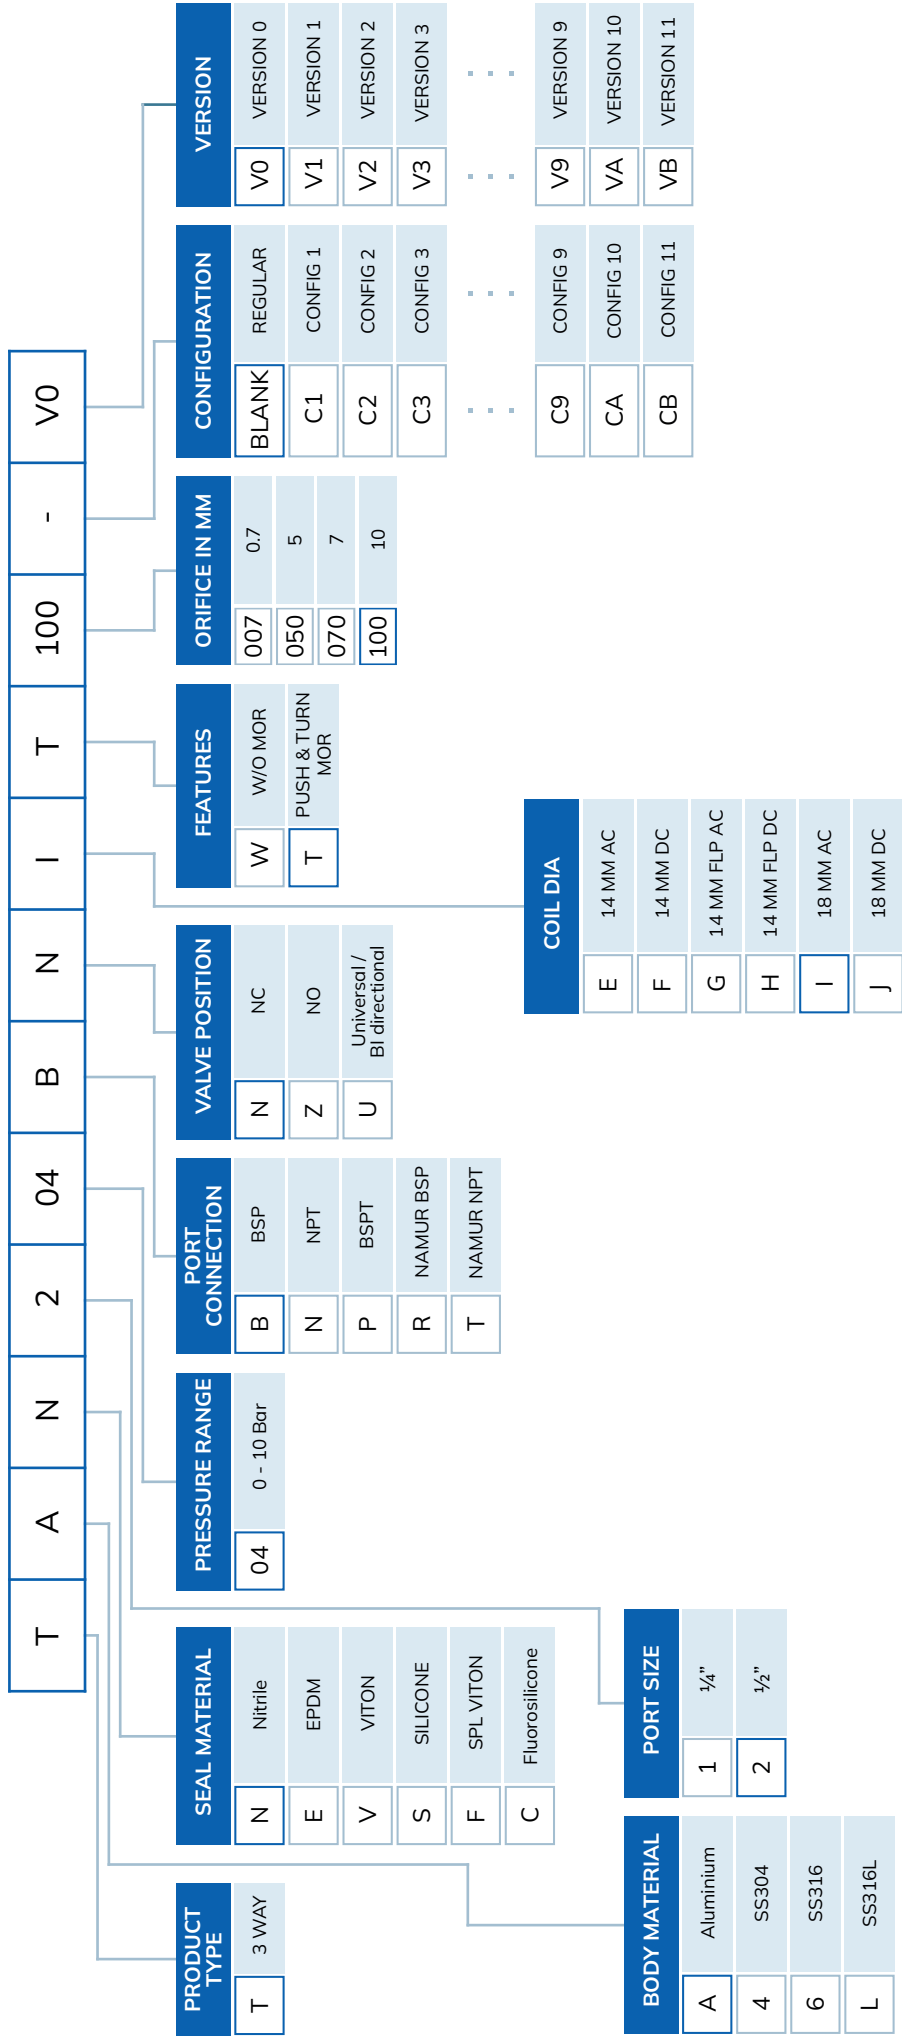 T A N 2 04 B N I T 100 - V0
PRODUCT
TYPE
T 3 WAY
SEAL MATERIAL
N Nitrile
E EPDM
V VITON
S SILICONE
F SPL VITON
C Fluorosilicone
PRESSURE RANGE
04 0 - 10 Bar
PORT
CONNECTION
B BSP
N NPT
P BSPT
R NAMUR BSP
T NAMUR NPT
VALVE POSITION
N NC
Z NO
U Universal /
BI directional
FEATURES
W W/O MOR
T PUSH & TURN
MOR
ORIFICE IN MM
007 0.7
050 5
070 7
100 10
CONFIGURATION
BLANK REGULAR
C1 CONFIG 1
C2 CONFIG 2
C3 CONFIG 3
C9 CONFIG 9
CA CONFIG 10
CB CONFIG 11
VERSION
V0 VERSION 0
V1 VERSION 1
V2 VERSION 2
V3 VERSION 3
V9 VERSION 9
VA VERSION 10
VB VERSION 11
BODY MATERIAL
A Aluminium
4 SS304
6 SS316
L SS316L
PORT SIZE
1 ¼”
2 ½”
COIL DIA
E 14 MM AC
F 14 MM DC
G 14 MM FLP AC
H 14 MM FLP DC
I 18 MM AC
J 18 MM DC